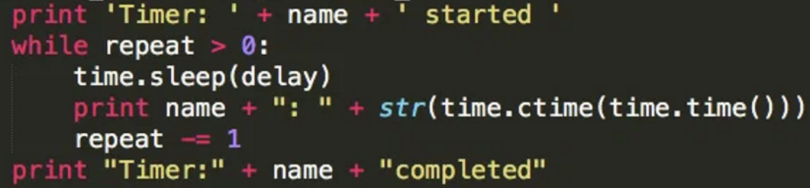 print 'Timer: ' + name + ' started '
while repeat > 0:
    time.sleep(delay)
    print name + ": " + str(time.ctime(time.time()))
    repeat -= 1
print "Timer:" + name + "completed"